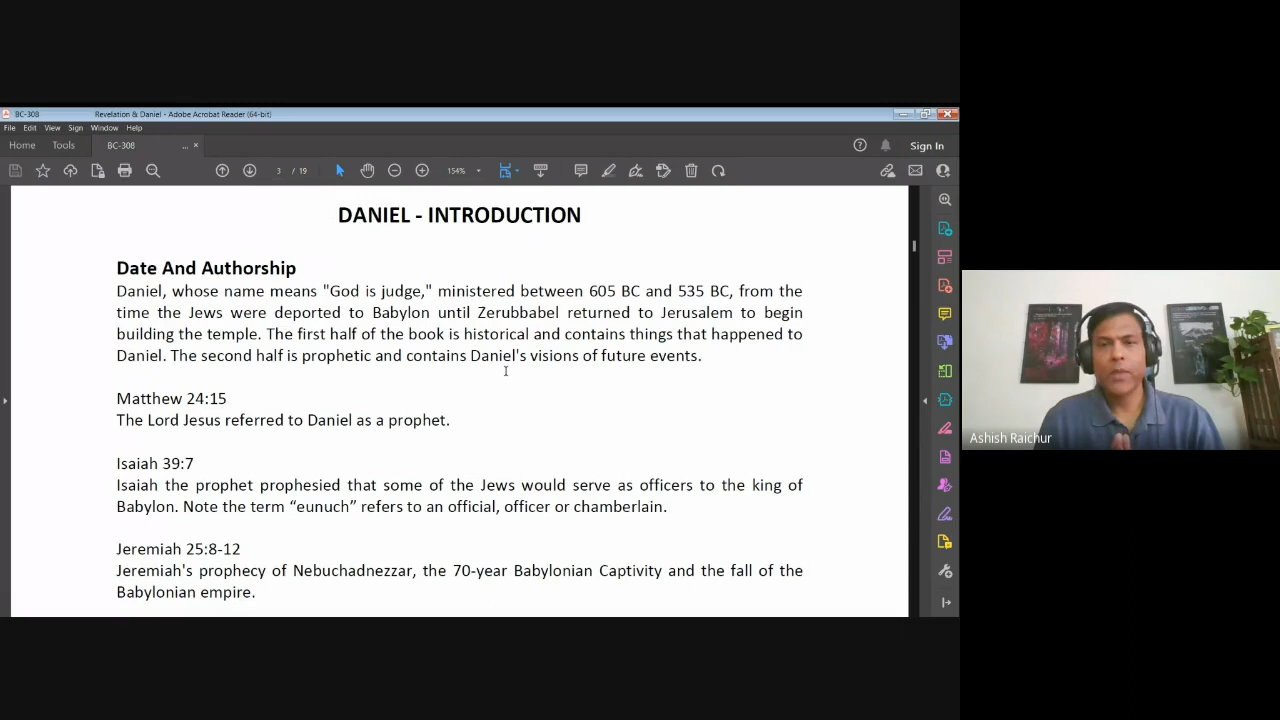 BC-308 Revelation & Daniel - Adobe Acrobat Reader (64-bit)
File Edit View Sign Window Help
Home Tools BC-308 ... × Sign In
3 / 19 154%
DANIEL - INTRODUCTION
Date And Authorship
Daniel, whose name means "God is judge," ministered between 605 BC and 535 BC, from the
time the Jews were deported to Babylon until Zerubbabel returned to Jerusalem to begin
building the temple. The first half of the book is historical and contains things that happened to
Daniel. The second half is prophetic and contains Daniel's visions of future events.
Matthew 24:15
The Lord Jesus referred to Daniel as a prophet.
Isaiah 39:7
Isaiah the prophet prophesied that some of the Jews would serve as officers to the king of
Babylon. Note the term “eunuch” refers to an official, officer or chamberlain.
Jeremiah 25:8-12
Jeremiah's prophecy of Nebuchadnezzar, the 70-year Babylonian Captivity and the fall of the
Babylonian empire.
Ashish Raichur